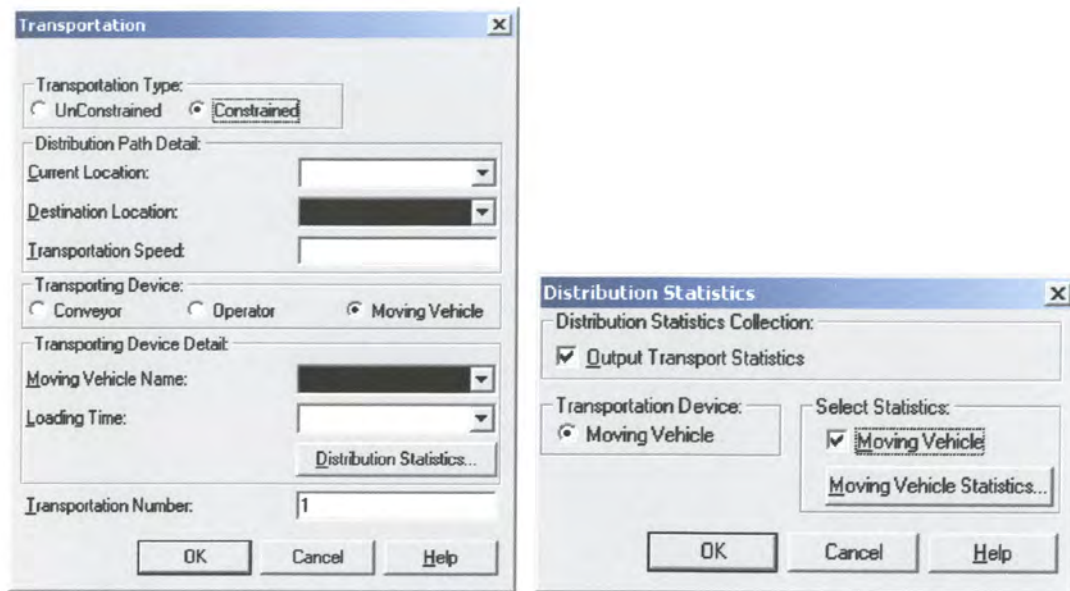 Transportation
Transportation Type:
UnConstrained Constrained
Distribution Path Detail:
Current Location:
Destination Location:
Transportation Speed:
Transporting Device:
Conveyor Operator Moving Vehicle
Transporting Device Detail:
Moving Vehicle Name:
Loading Time:
Distribution Statistics...
Transportation Number: 1
OK Cancel Help
Distribution Statistics
Distribution Statistics Collection:
Output Transport Statistics
Transportation Device:
Moving Vehicle
Select Statistics:
Moving Vehicle
Moving Vehicle Statistics...
OK Cancel Help